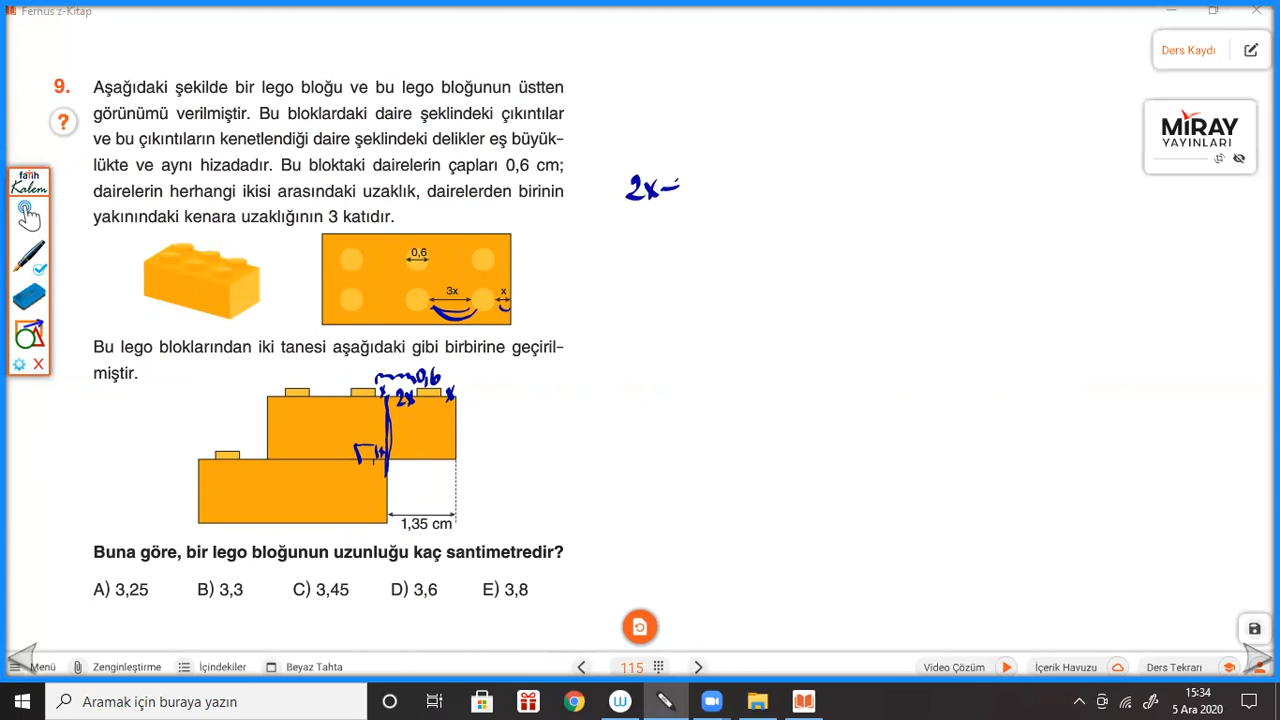 Fernus z-Kitap
Ders Kaydı
9.
Aşağıdaki şekilde bir lego bloğu ve bu lego bloğunun üstten
görünümü verilmiştir. Bu bloklardaki daire şeklindeki çıkıntılar
ve bu çıkıntıların kenetlendiği daire şeklindeki delikler eş büyük-
lükte ve aynı hizadadır. Bu bloktaki dairelerin çapları 0,6 cm;
dairelerin herhangi ikisi arasındaki uzaklık, dairelerden birinin
yakınındaki kenara uzaklığının 3 katıdır.
?
MİRAY
YAYINLARI
fatih
Kalem
2x-
0,6
3x
x
Bu lego bloklarından iki tanesi aşağıdaki gibi birbirine geçiril-
miştir.
0,6
x
2x
x
1,35 cm
Buna göre, bir lego bloğunun uzunluğu kaç santimetredir?
A) 3,25 B) 3,3 C) 3,45 D) 3,6 E) 3,8
Menü Zenginleştirme İçindekiler Beyaz Tahta 115 Video Çözüm İçerik Havuzu Ders Tekrarı
Aramak için buraya yazın
15:34
5 Ara 2020